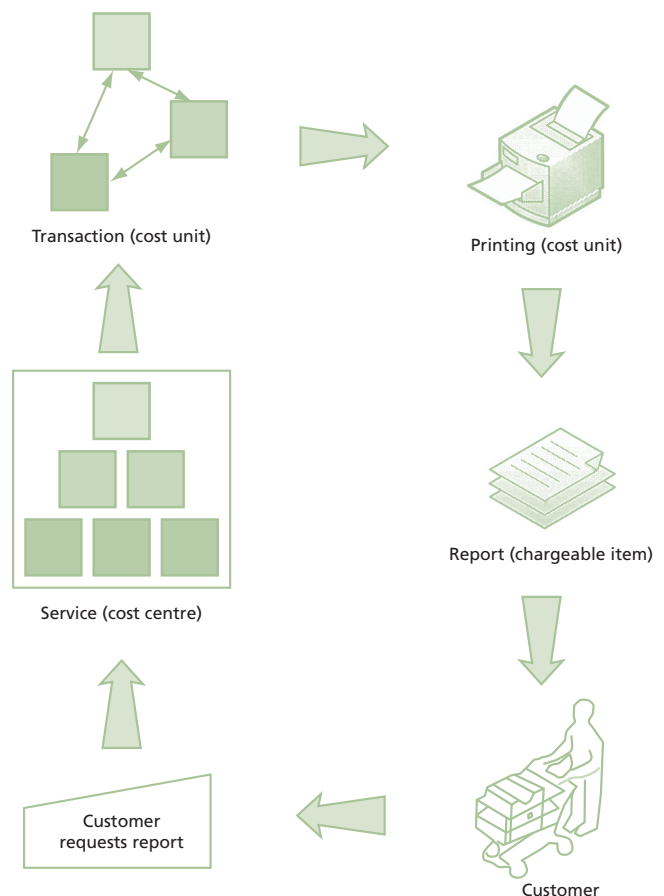 Transaction (cost unit)
Printing (cost unit)
Report (chargeable item)
Service (cost centre)
Customer
requests report
Customer